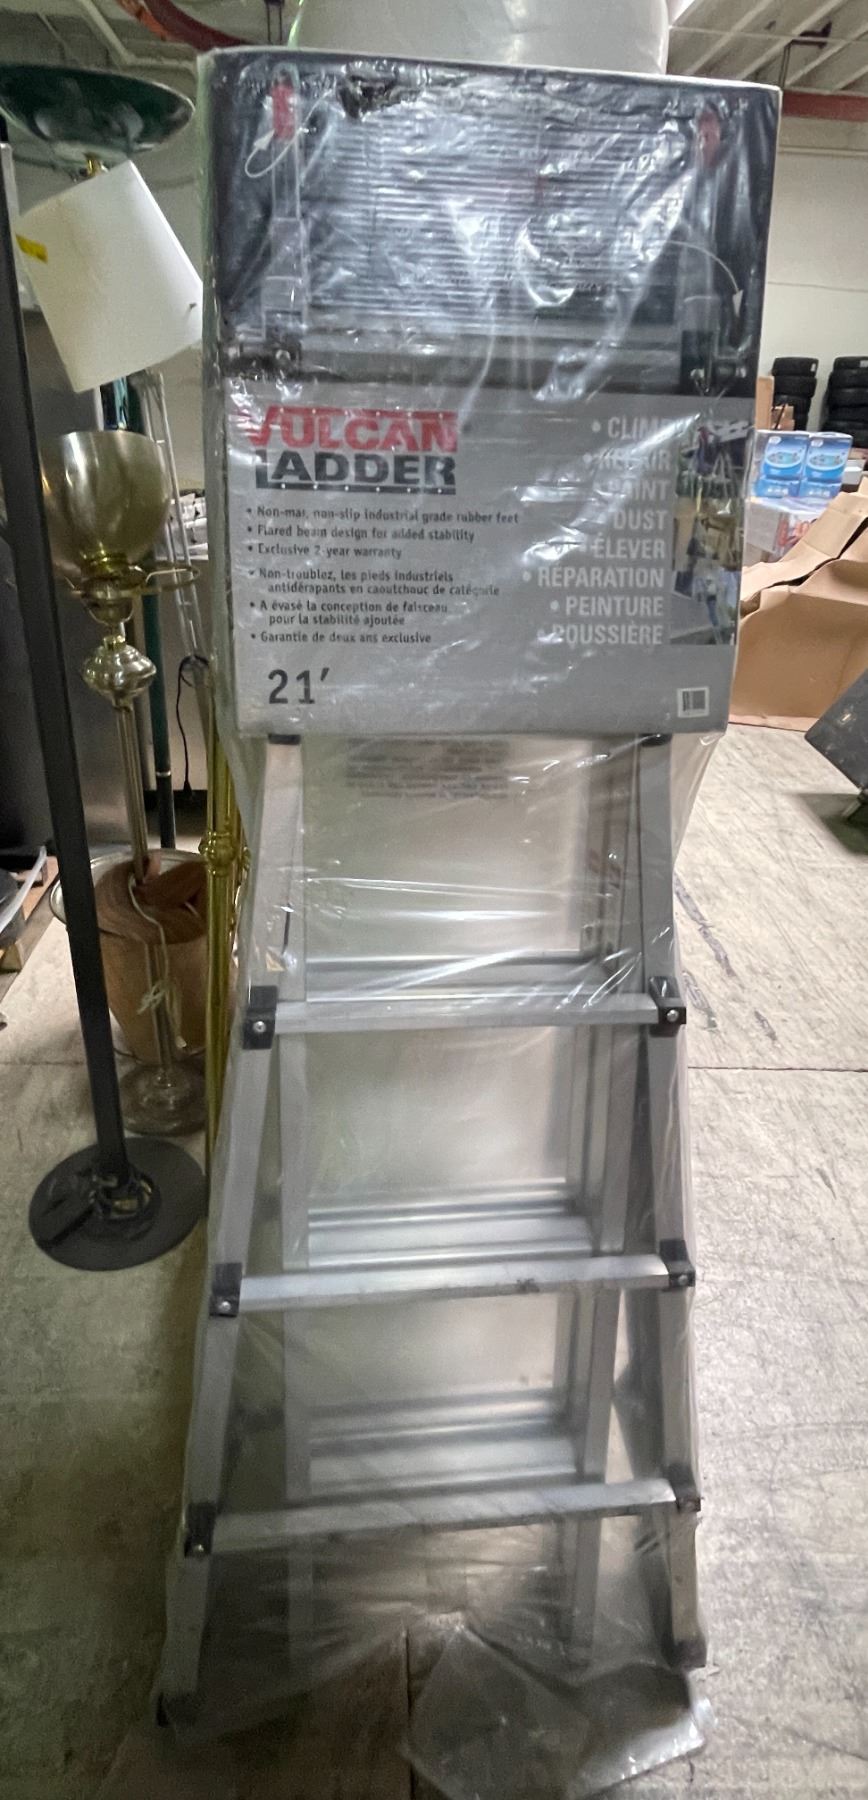 VULCAN
LADDER
• Non-mar, non-slip industrial grade rubber feet
• Flared beam design for added stability
• Exclusive 2-year warranty
• Non-troublez, les pieds industriels
antidérapants en caoutchouc de catégorie
• A évasé la conception de faisceau
pour la stabilité ajoutée
• Garantie de deux ans exclusive
21'
• CLIMB
• REPAIR
• PAINT
• DUST
• ÉLEVER
• RÉPARATION
• PEINTURE
• POUSSIÈRE